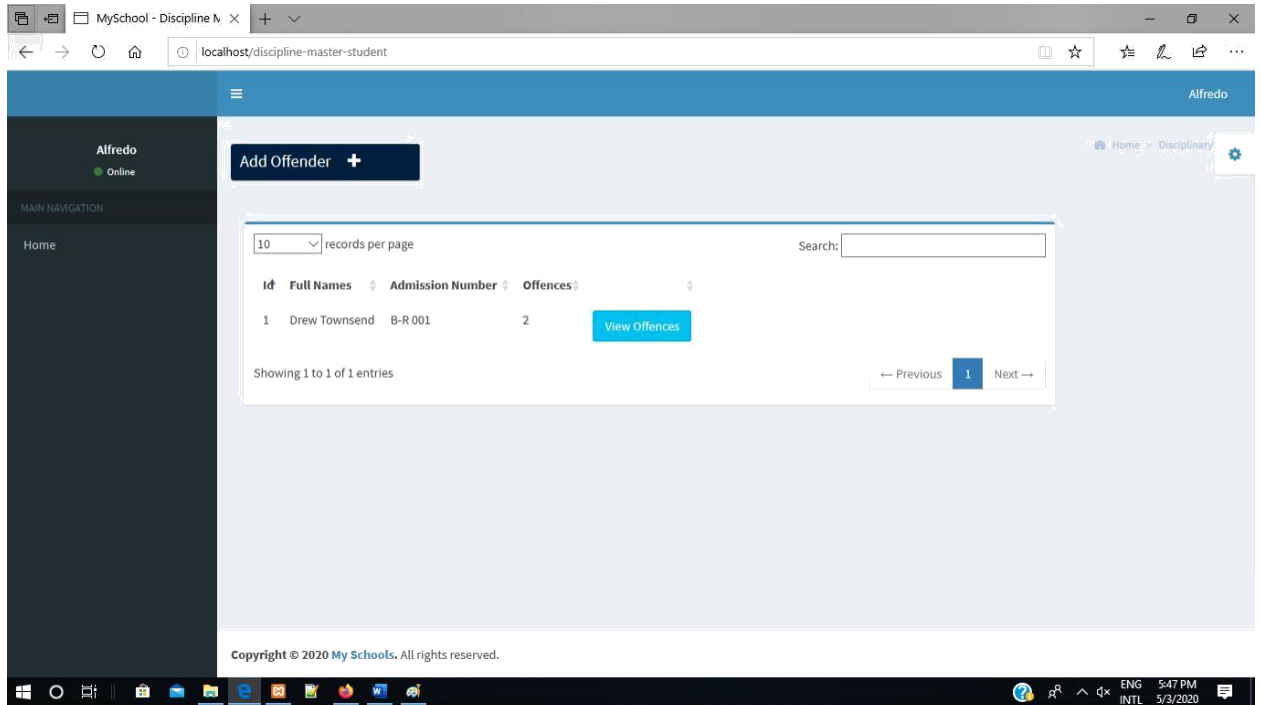 MySchool - Discipline M
localhost/discipline-master-student
Alfredo
Alfredo
Online
MAIN NAVIGATION
Home
Add Offender
Home > Disciplinary
10 records per page
Search:
Id Full Names Admission Number Offences
1 Drew Townsend B-R 001 2 View Offences
Showing 1 to 1 of 1 entries
← Previous 1 Next →
Copyright © 2020 My Schools. All rights reserved.
ENG 5:47 PM
INTL 5/3/2020